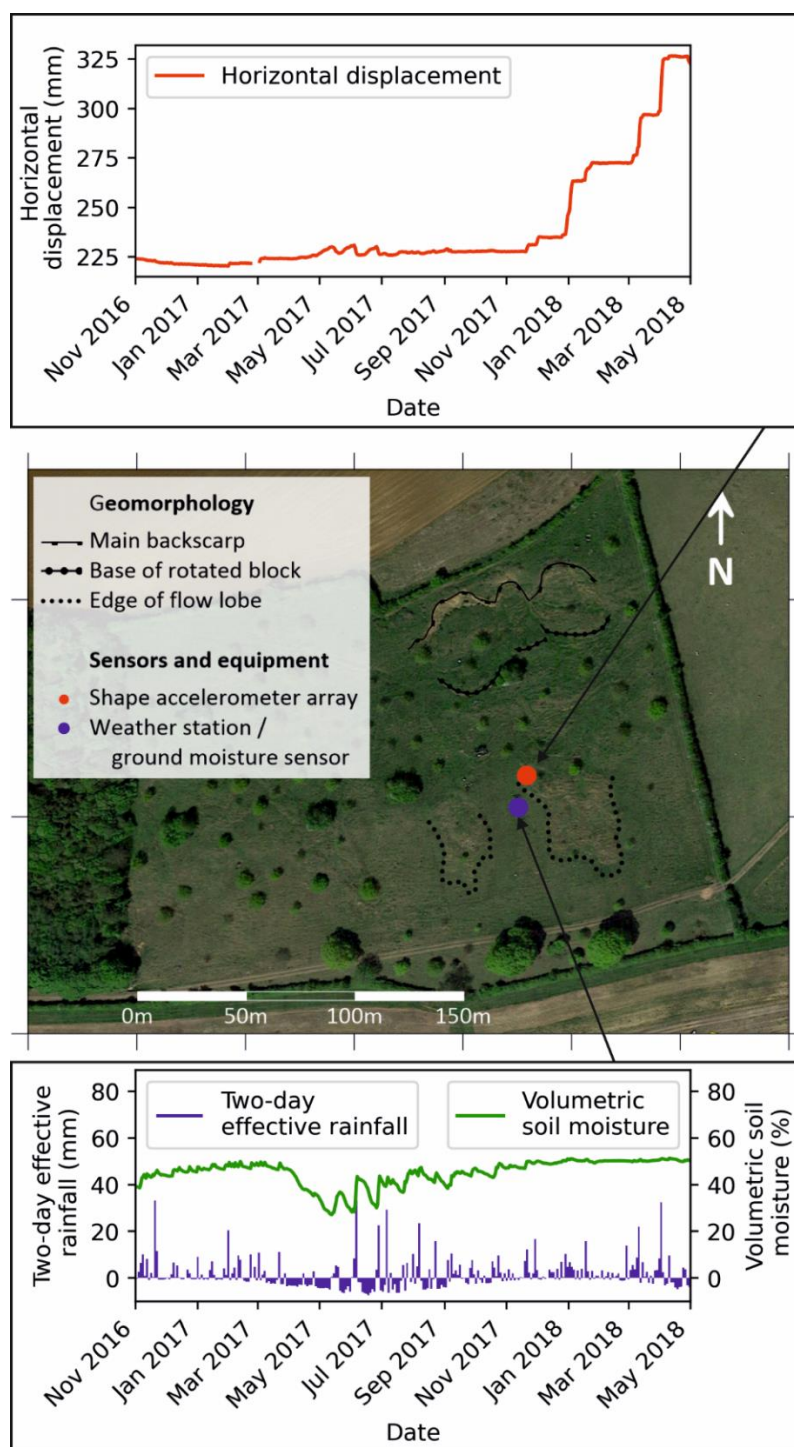 325
300
275
250
225
Horizontal
displacement (mm)
Horizontal displacement
Nov 2016
Jan 2017
Mar 2017
May 2017
Jul 2017
Sep 2017
Nov 2017
Jan 2018
Mar 2018
May 2018
Date
Geomorphology
Main backscarp
Base of rotated block
Edge of flow lobe
Sensors and equipment
Shape accelerometer array
Weather station /
ground moisture sensor
N
0m 50m 100m 150m
80
60
40
20
0
Two-day effective
rainfall (mm)
Two-day
effective rainfall
Volumetric
soil moisture
80
60
40
20
0
Volumetric soil
moisture (%)
Nov 2016
Jan 2017
Mar 2017
May 2017
Jul 2017
Sep 2017
Nov 2017
Jan 2018
Mar 2018
May 2018
Date